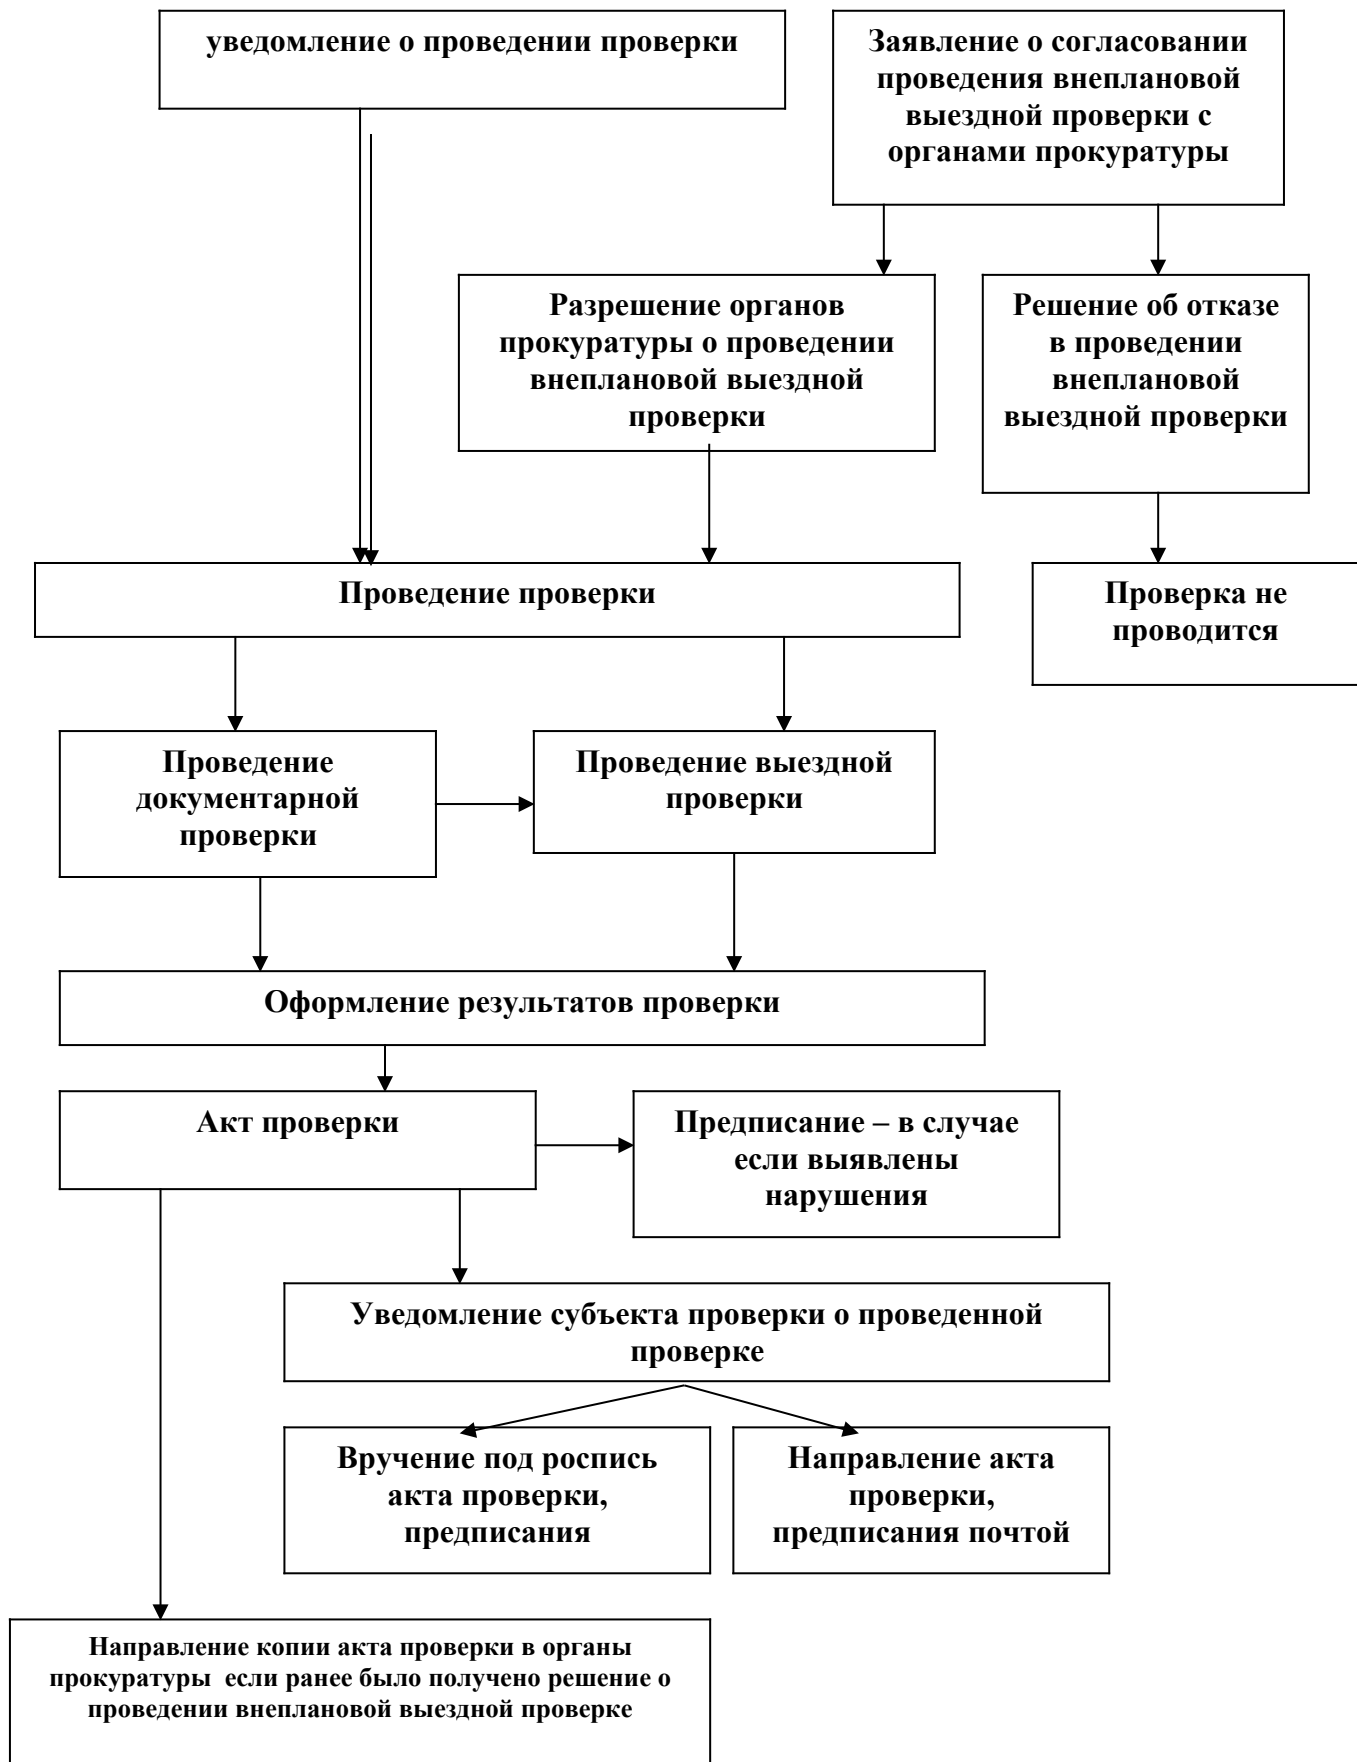 уведомление о проведении проверки
Заявление о согласовании
проведения внеплановой
выездной проверки с
органами прокуратуры
Разрешение органов
прокуратуры о проведении
внеплановой выездной
проверки
Решение об отказе
в проведении
внеплановой
выездной проверки
Проведение проверки
Проверка не
проводится
Проведение
документарной
проверки
Проведение выездной
проверки
Оформление результатов проверки
Акт проверки
Предписание – в случае
если выявлены
нарушения
Уведомление субъекта проверки о проведенной
проверке
Вручение под роспись
акта проверки,
предписания
Направление акта
проверки,
предписания почтой
Направление копии акта проверки в органы
прокуратуры  если ранее было получено решение о
проведении внеплановой выездной проверке